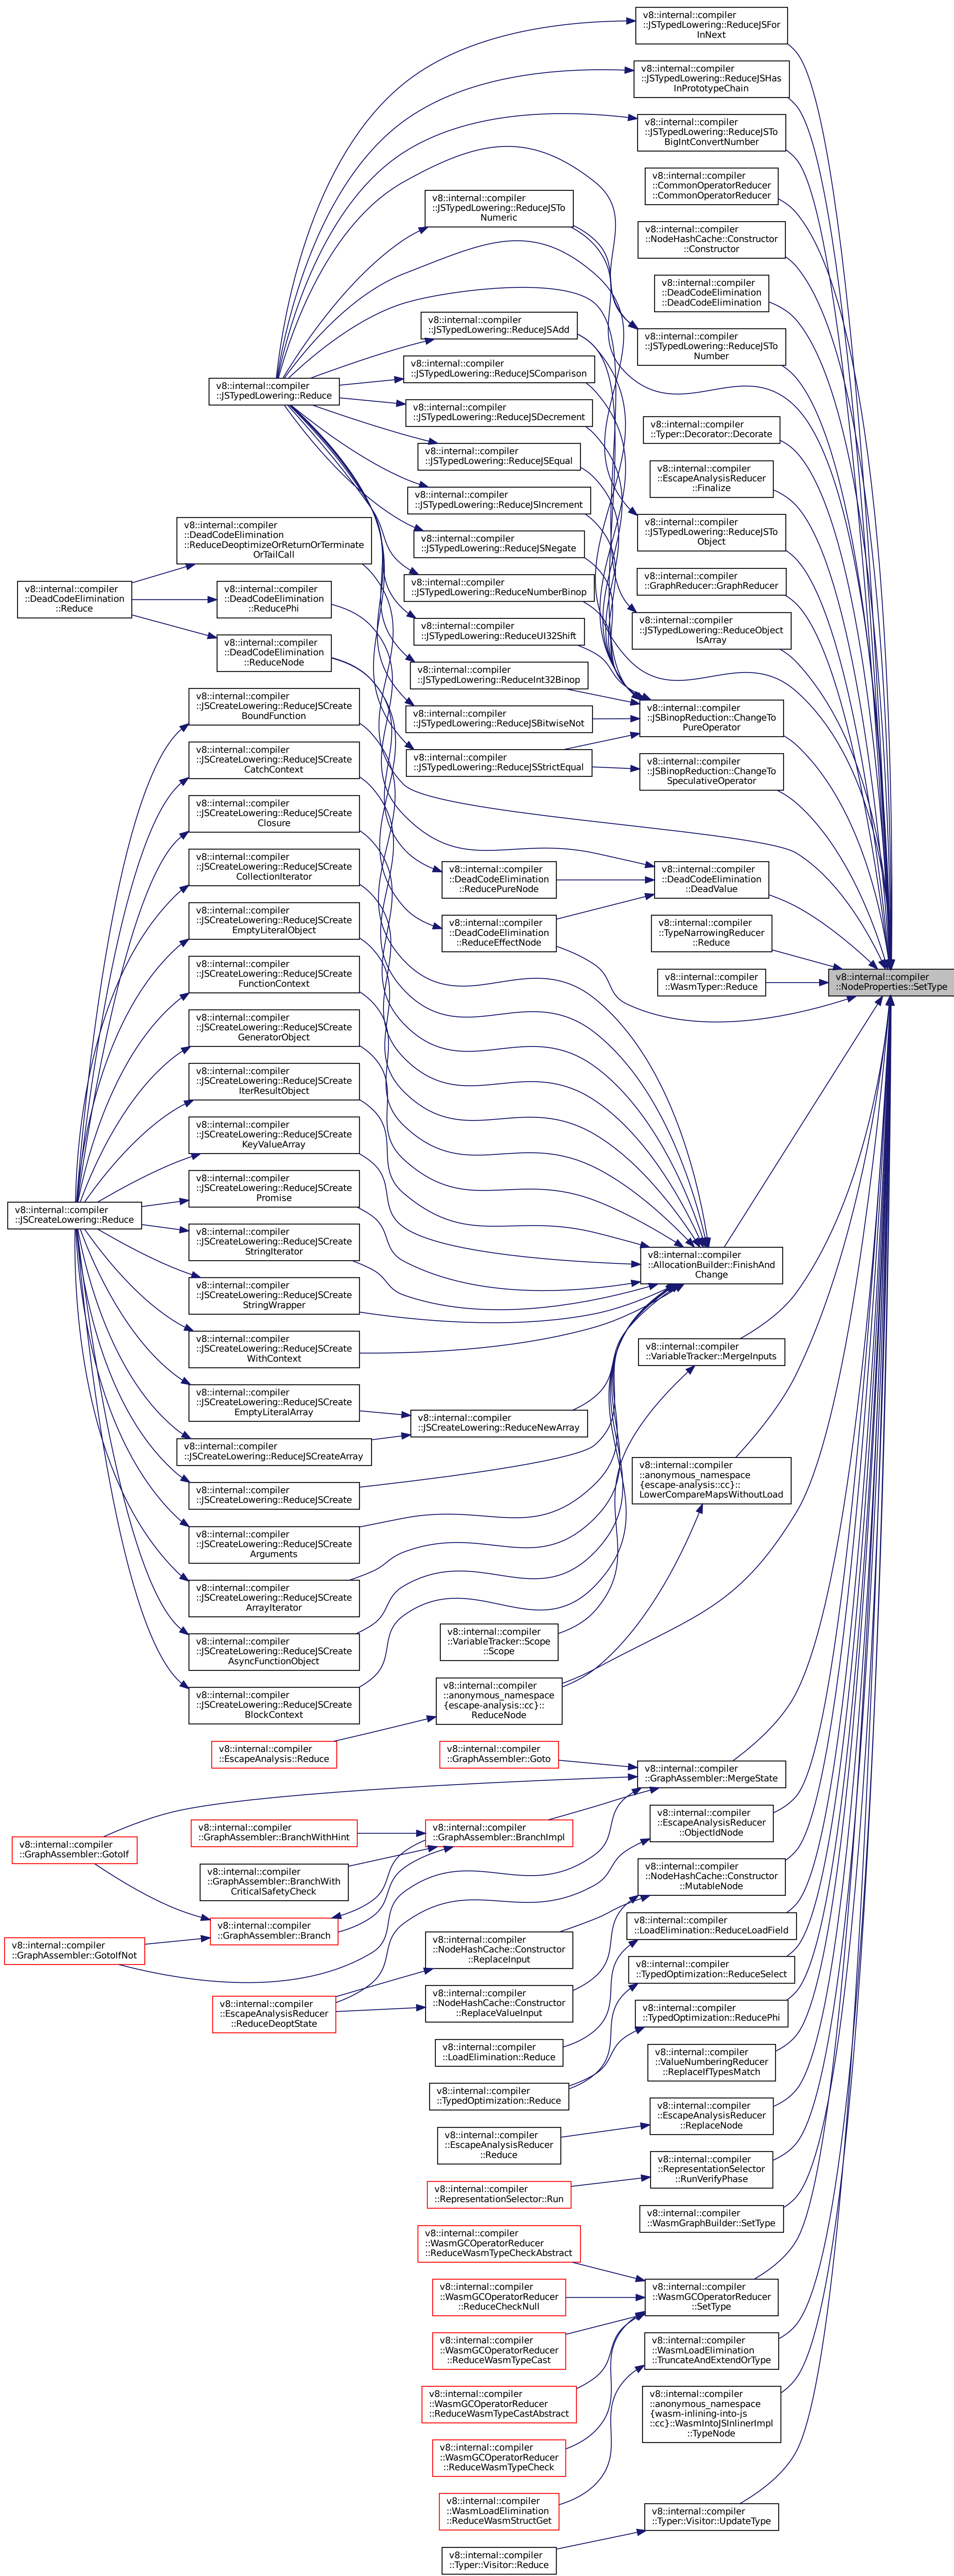 v8::internal::compiler
::JSTypedLowering::ReduceJSFor
InNext
v8::internal::compiler
::JSTypedLowering::ReduceJSHas
InPrototypeChain
v8::internal::compiler
::JSTypedLowering::ReduceJSTo
BigIntConvertNumber
v8::internal::compiler
::CommonOperatorReducer
::CommonOperatorReducer
v8::internal::compiler
::JSTypedLowering::ReduceJSTo
Numeric
v8::internal::compiler
::NodeHashCache::Constructor
::Constructor
v8::internal::compiler
::DeadCodeElimination
::DeadCodeElimination
v8::internal::compiler
::JSTypedLowering::ReduceJSAdd
v8::internal::compiler
::JSTypedLowering::ReduceJSTo
Number
v8::internal::compiler
::JSTypedLowering::ReduceJSComparison
v8::internal::compiler
::JSTypedLowering::Reduce
v8::internal::compiler
::JSTypedLowering::ReduceJSDecrement
v8::internal::compiler
::Typer::Decorator::Decorate
v8::internal::compiler
::JSTypedLowering::ReduceJSEqual
v8::internal::compiler
::EscapeAnalysisReducer
::Finalize
v8::internal::compiler
::JSTypedLowering::ReduceJSIncrement
v8::internal::compiler
::JSTypedLowering::ReduceJSTo
Object
v8::internal::compiler
::DeadCodeElimination
::ReduceDeoptimizeOrReturnOrTerminate
OrTailCall
v8::internal::compiler
::JSTypedLowering::ReduceJSNegate
v8::internal::compiler
::GraphReducer::GraphReducer
v8::internal::compiler
::DeadCodeElimination
::Reduce
v8::internal::compiler
::DeadCodeElimination
::ReducePhi
v8::internal::compiler
::JSTypedLowering::ReduceNumberBinop
v8::internal::compiler
::JSTypedLowering::ReduceObject
IsArray
v8::internal::compiler
::JSTypedLowering::ReduceUI32Shift
v8::internal::compiler
::DeadCodeElimination
::ReduceNode
v8::internal::compiler
::JSTypedLowering::ReduceInt32Binop
v8::internal::compiler
::JSCreateLowering::ReduceJSCreate
BoundFunction
v8::internal::compiler
::JSTypedLowering::ReduceJSBitwiseNot
v8::internal::compiler
::JSBinopReduction::ChangeTo
PureOperator
v8::internal::compiler
::JSCreateLowering::ReduceJSCreate
CatchContext
v8::internal::compiler
::JSTypedLowering::ReduceJSStrictEqual
v8::internal::compiler
::JSBinopReduction::ChangeTo
SpeculativeOperator
v8::internal::compiler
::JSCreateLowering::ReduceJSCreate
Closure
v8::internal::compiler
::JSCreateLowering::ReduceJSCreate
CollectionIterator
v8::internal::compiler
::DeadCodeElimination
::ReducePureNode
v8::internal::compiler
::DeadCodeElimination
::DeadValue
v8::internal::compiler
::JSCreateLowering::ReduceJSCreate
EmptyLiteralObject
v8::internal::compiler
::DeadCodeElimination
::ReduceEffectNode
v8::internal::compiler
::TypeNarrowingReducer
::Reduce
v8::internal::compiler
::JSCreateLowering::ReduceJSCreate
FunctionContext
v8::internal::compiler
::WasmTyper::Reduce
v8::internal::compiler
::NodeProperties::SetType
v8::internal::compiler
::JSCreateLowering::ReduceJSCreate
GeneratorObject
v8::internal::compiler
::JSCreateLowering::ReduceJSCreate
IterResultObject
v8::internal::compiler
::JSCreateLowering::ReduceJSCreate
KeyValueArray
v8::internal::compiler
::JSCreateLowering::ReduceJSCreate
Promise
v8::internal::compiler
::JSCreateLowering::Reduce
v8::internal::compiler
::JSCreateLowering::ReduceJSCreate
StringIterator
v8::internal::compiler
::AllocationBuilder::FinishAnd
Change
v8::internal::compiler
::JSCreateLowering::ReduceJSCreate
StringWrapper
v8::internal::compiler
::JSCreateLowering::ReduceJSCreate
WithContext
v8::internal::compiler
::VariableTracker::MergeInputs
v8::internal::compiler
::JSCreateLowering::ReduceJSCreate
EmptyLiteralArray
v8::internal::compiler
::JSCreateLowering::ReduceNewArray
v8::internal::compiler
::JSCreateLowering::ReduceJSCreateArray
v8::internal::compiler
::anonymous_namespace
{escape-analysis::cc}::
LowerCompareMapsWithoutLoad
v8::internal::compiler
::JSCreateLowering::ReduceJSCreate
v8::internal::compiler
::JSCreateLowering::ReduceJSCreate
Arguments
v8::internal::compiler
::JSCreateLowering::ReduceJSCreate
ArrayIterator
v8::internal::compiler
::JSCreateLowering::ReduceJSCreate
AsyncFunctionObject
v8::internal::compiler
::VariableTracker::Scope
::Scope
v8::internal::compiler
::JSCreateLowering::ReduceJSCreate
BlockContext
v8::internal::compiler
::anonymous_namespace
{escape-analysis::cc}::
ReduceNode
v8::internal::compiler
::EscapeAnalysis::Reduce
v8::internal::compiler
::GraphAssembler::Goto
v8::internal::compiler
::GraphAssembler::MergeState
v8::internal::compiler
::GraphAssembler::BranchWithHint
v8::internal::compiler
::GraphAssembler::BranchImpl
v8::internal::compiler
::EscapeAnalysisReducer
::ObjectIdNode
v8::internal::compiler
::GraphAssembler::GotoIf
v8::internal::compiler
::GraphAssembler::BranchWith
CriticalSafetyCheck
v8::internal::compiler
::NodeHashCache::Constructor
::MutableNode
v8::internal::compiler
::GraphAssembler::Branch
v8::internal::compiler
::LoadElimination::ReduceLoadField
v8::internal::compiler
::GraphAssembler::GotoIfNot
v8::internal::compiler
::NodeHashCache::Constructor
::ReplaceInput
v8::internal::compiler
::TypedOptimization::ReduceSelect
v8::internal::compiler
::EscapeAnalysisReducer
::ReduceDeoptState
v8::internal::compiler
::NodeHashCache::Constructor
::ReplaceValueInput
v8::internal::compiler
::TypedOptimization::ReducePhi
v8::internal::compiler
::LoadElimination::Reduce
v8::internal::compiler
::ValueNumberingReducer
::ReplaceIfTypesMatch
v8::internal::compiler
::TypedOptimization::Reduce
v8::internal::compiler
::EscapeAnalysisReducer
::ReplaceNode
v8::internal::compiler
::EscapeAnalysisReducer
::Reduce
v8::internal::compiler
::RepresentationSelector
::RunVerifyPhase
v8::internal::compiler
::RepresentationSelector::Run
v8::internal::compiler
::WasmGraphBuilder::SetType
v8::internal::compiler
::WasmGCOperatorReducer
::ReduceWasmTypeCheckAbstract
v8::internal::compiler
::WasmGCOperatorReducer
::ReduceCheckNull
v8::internal::compiler
::WasmGCOperatorReducer
::SetType
v8::internal::compiler
::WasmGCOperatorReducer
::ReduceWasmTypeCast
v8::internal::compiler
::WasmLoadElimination
::TruncateAndExtendOrType
v8::internal::compiler
::WasmGCOperatorReducer
::ReduceWasmTypeCastAbstract
v8::internal::compiler
::anonymous_namespace
{wasm-inlining-into-js
::cc}::WasmIntoJSInlinerImpl
::TypeNode
v8::internal::compiler
::WasmGCOperatorReducer
::ReduceWasmTypeCheck
v8::internal::compiler
::WasmLoadElimination
::ReduceWasmStructGet
v8::internal::compiler
::Typer::Visitor::UpdateType
v8::internal::compiler
::Typer::Visitor::Reduce